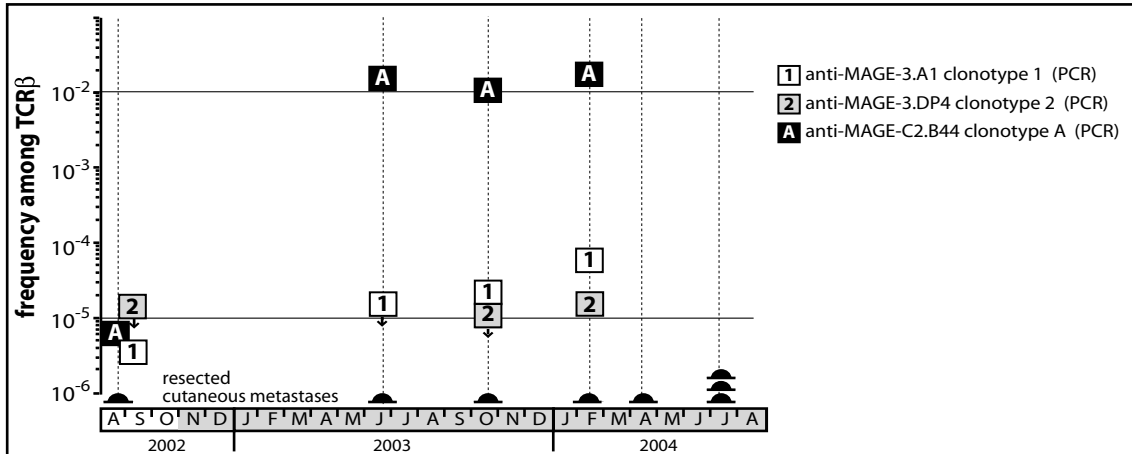 frequency among TCRβ
10-2
10-3
10-4
10-5
10-6
A
A
A
A
1
1
1
1
2
2
2
1 anti-MAGE-3.A1 clonotype 1 (PCR)
2 anti-MAGE-3.DP4 clonotype 2 (PCR)
A anti-MAGE-C2.B44 clonotype A (PCR)
resected
cutaneous metastases
A S O N D J F M A M J J A S O N D J F M A M J J A
2002 2003 2004